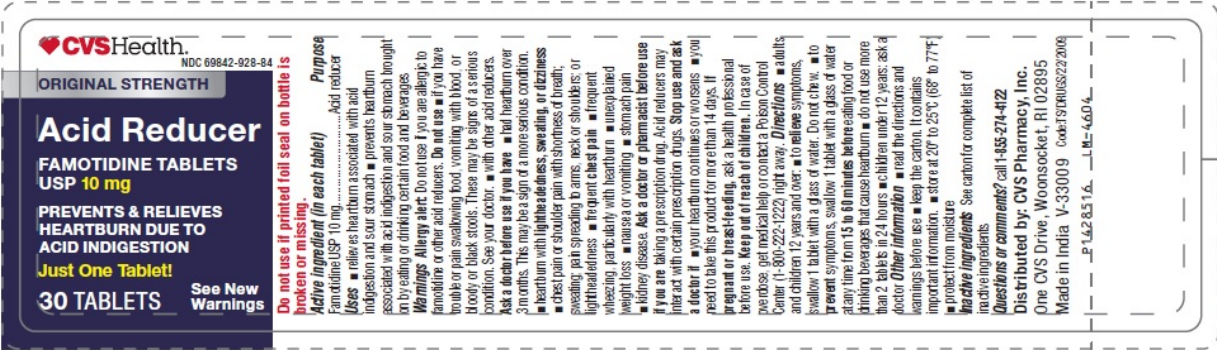 CVSHealth.
NDC 69842-928-84
ORIGINAL STRENGTH
Acid Reducer
FAMOTIDINE TABLETS
USP 10 mg
PREVENTS & RELIEVES
HEARTBURN DUE TO
ACID INDIGESTION
Just One Tablet!
30 TABLETS
See New
Warnings
Do not use if printed foil seal on bottle is
broken or missing.
Active ingredient (in each tablet) Purpose
Famotidine USP 10 mg..............................Acid reducer
Uses ■ relieves heartburn associated with acid
indigestion and sour stomach ■ prevents heartburn
associated with acid indigestion and sour stomach brought
on by eating or drinking certain food and beverages
Warnings Allergy alert: Do not use if you are allergic to
famotidine or other acid reducers. Do not use ■ if you have
trouble or pain swallowing food, vomiting with blood, or
bloody or black stools. These may be signs of a serious
condition. See your doctor. ■ with other acid reducers.
Ask a doctor before use if you have ■ had heartburn over
3 months. This may be a sign of a more serious condition.
■ heartburn with lightheadedness, sweating, or dizziness
■ chest pain or shoulder pain with shortness of breath;
sweating; pain spreading to arms, neck or shoulders; or
lightheadedness ■ frequent chest pain ■ frequent
wheezing, particularly with heartburn ■ unexplained
weight loss ■ nausara or vomiting ■ stomach pain
■ kidney disease. Ask a doctor or pharmacist before use
if you are taking a prescription drug. Acid reducers may
interact with certain prescription drugs. Stop use and ask
a doctor if ■ your heartburn continues or worsens ■ you
need to take this product for more than 14 days. If
pregnant or breast-feeding, ask a health professional
before use. Keep out of reach of children. In case of
overdose, get medical help or contact a Poison Control
Center (1-800-222-1222) right away. Directions ■ adults
and children 12 years and over: ■ to relieve symptoms,
swallow 1 tablet with a glass of water. Do not chew. ■ to
prevent symptoms, swallow 1 tablet with a glass of water
at any time from 15 to 60 minutes before eating food or
drinking beverages that cause heartburn ■ do not use more
than 2 tablets in 24 hours ■ children under 12 years: ask a
doctor Other information ■ read the directions and
warnings before use ■ keep the carton. It contains
important information. ■ store at 20° to 25°C (68° to 77°F)
■ protect from moisture
Inactive ingredients See carton for complete list of
inactive ingredients
Questions or comments? call 1-855-274-4122
Distributed by: CVS Pharmacy, Inc.
One CVS Drive, Woonsocket, RI 02895
Made in India V-33009 Code:TS/DRUGS/22/2009
P1428516 LM-4604